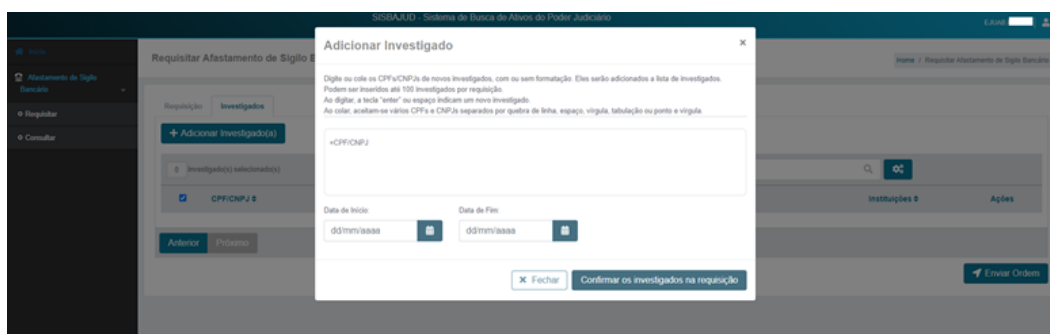 SISBAJUD - Sistema de Busca de Ativos do Poder Judiciário
EJUAB
Início
Afastamento de Sigilo
Bancário
Requisitar
Consultar
Requisitar Afastamento de Sigilo B
Home / Requisitar Afastamento de Sigilo Bancário
Requisição
Investigados
+ Adicionar Investigado(a)
0 Investigado(s) selecionado(s)
CPF/CNPJ
Instituições
Ações
Anterior
Próximo
Enviar Ordem
Adicionar Investigado
×
Digite ou cole os CPFs/CNPJs de novos investigados, com ou sem formatação. Eles serão adicionados a lista de investigados.
Podem ser inseridos até 100 investigados por requisição.
Ao digitar, a tecla "enter" ou espaço indicam um novo investigado.
Ao colar, aceitam-se vários CPFs e CNPJs separados por quebra de linha, espaço, vírgula, tabulação ou ponto e vírgula.
+CPF/CNPJ
Data de Início:
Data de Fim:
dd/mm/aaaa
dd/mm/aaaa
× Fechar
Confirmar os investigados na requisição